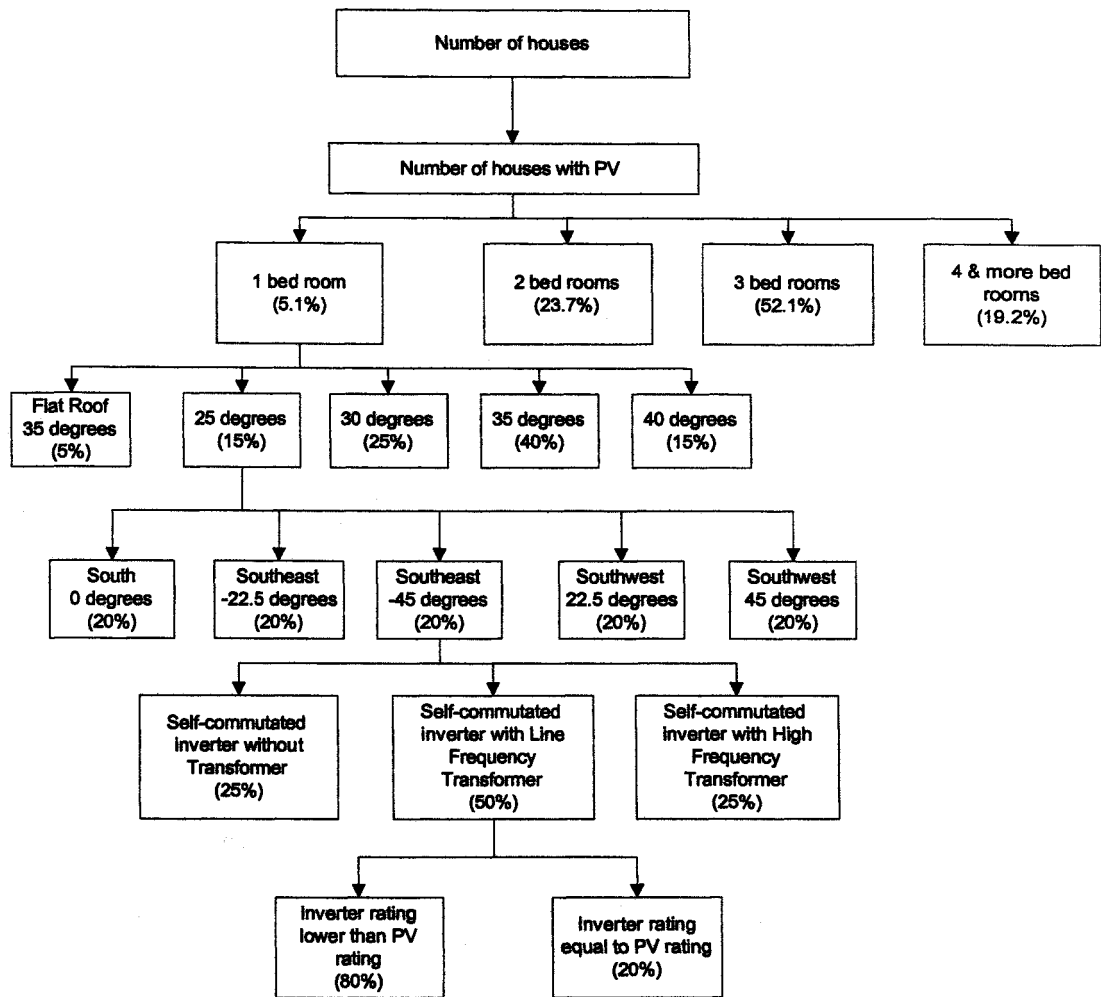 Number of houses
Number of houses with PV
1 bed room
(5.1%)
2 bed rooms
(23.7%)
3 bed rooms
(52.1%)
4 & more bed
rooms
(19.2%)
Flat Roof
35 degrees
(5%)
25 degrees
(15%)
30 degrees
(25%)
35 degrees
(40%)
40 degrees
(15%)
South
0 degrees
(20%)
Southeast
-22.5 degrees
(20%)
Southeast
-45 degrees
(20%)
Southwest
22.5 degrees
(20%)
Southwest
45 degrees
(20%)
Self-commutated
inverter without
Transformer
(25%)
Self-commutated
inverter with Line
Frequency
Transformer
(50%)
Self-commutated
inverter with High
Frequency
Transformer
(25%)
Inverter rating
lower than PV
rating
(80%)
Inverter rating
equal to PV rating
(20%)